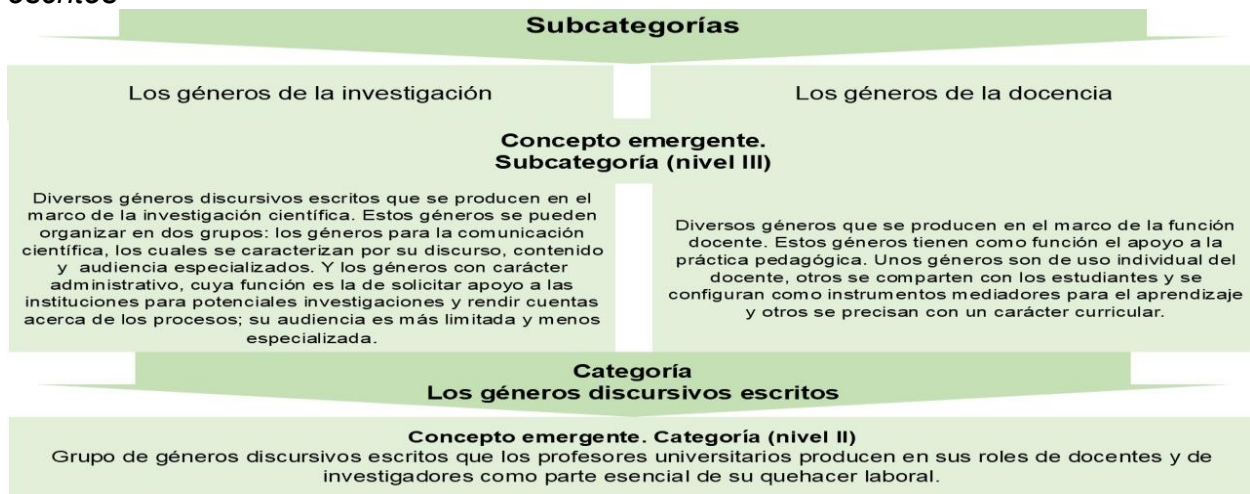 escritos
Subcategorías
Los géneros de la investigación
Los géneros de la docencia
Concepto emergente.
Subcategoría (nivel III)
Diversos géneros discursivos escritos que se producen en el
marco de la investigación científica. Estos géneros se pueden
organizar en dos grupos: los géneros para la comunicación
científica, los cuales se caracterizan por su discurso, contenido
y audiencia especializados. Y los géneros con carácter
administrativo, cuya función es la de solicitar apoyo a las
instituciones para potenciales investigaciones y rendir cuentas
acerca de los procesos; su audiencia es más limitada y menos
especializada.
Diversos géneros que se producen en el marco de la función
docente. Estos géneros tienen como función el apoyo a la
práctica pedagógica. Unos géneros son de uso individual del
docente, otros se comparten con los estudiantes y se
configuran como instrumentos mediadores para el aprendizaje
y otros se precisan con un carácter curricular.
Categoría
Los géneros discursivos escritos
Concepto emergente. Categoría (nivel II)
Grupo de géneros discursivos escritos que los profesores universitarios producen en sus roles de docentes y de
investigadores como parte esencial de su quehacer laboral.